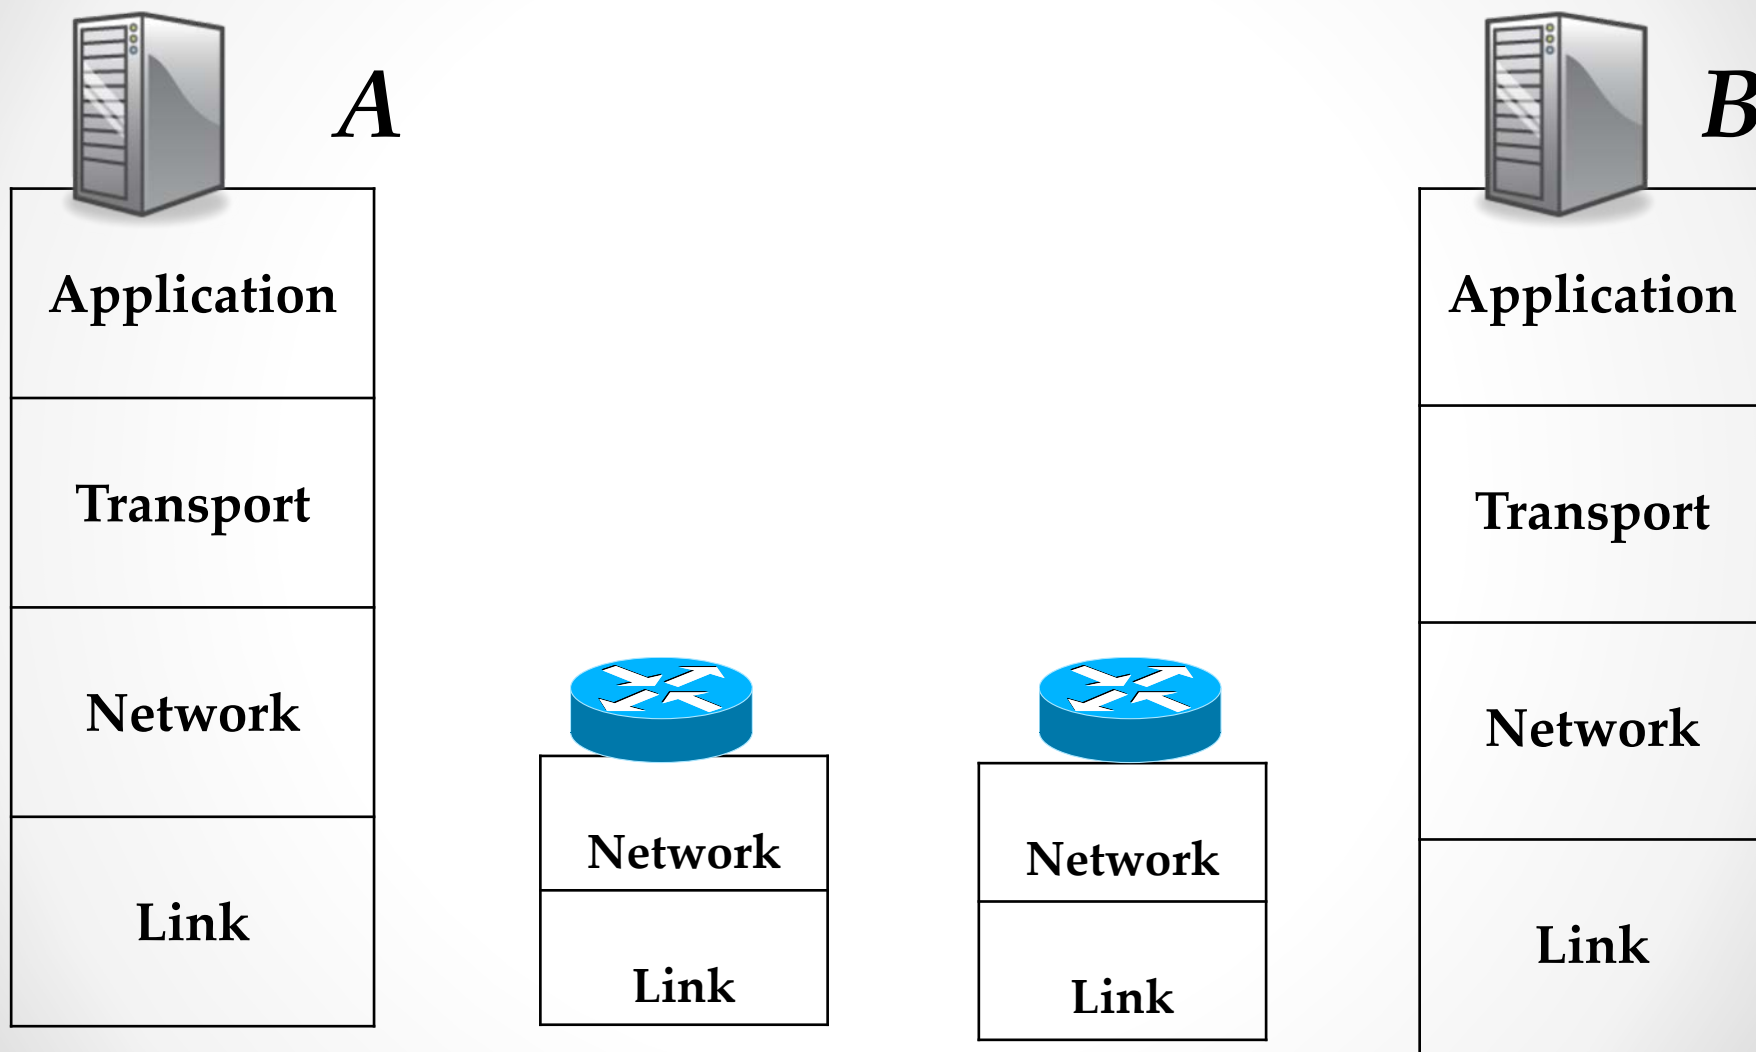 A
B
Application
Transport
Network
Link
Network
Link
Network
Link
Application
Transport
Network
Link